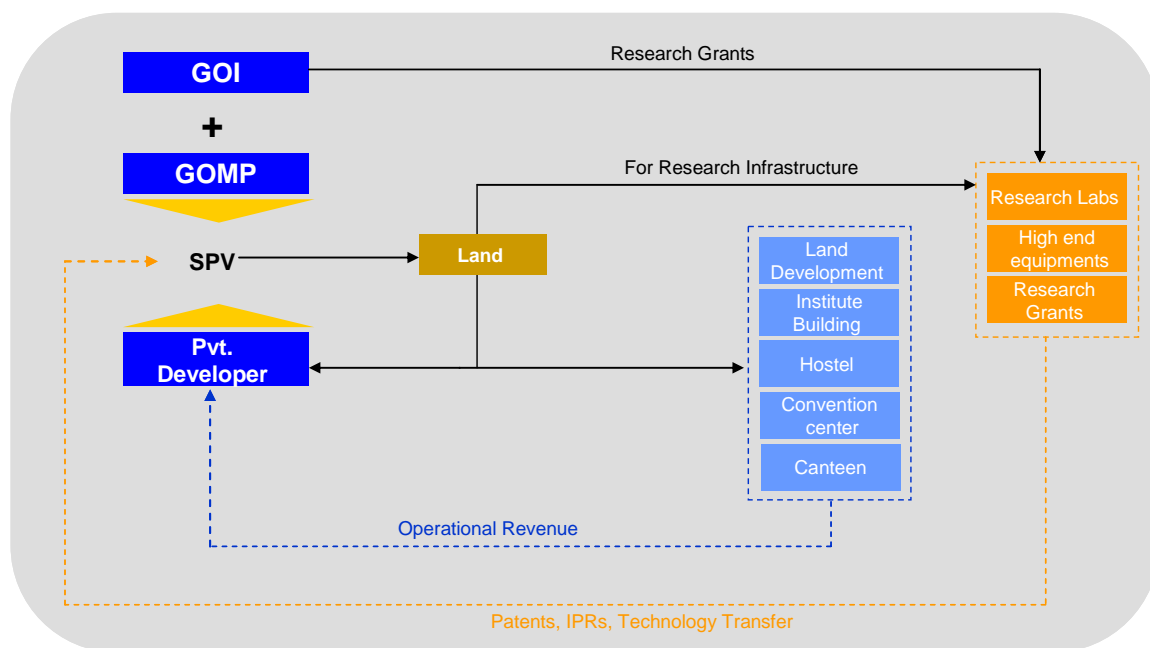 Research Grants
GOI
+
GOMP
For Research Infrastructure
Research Labs
High end
equipments
Research
Grants
SPV
Land
Land
Development
Institute
Building
Hostel
Convention
center
Canteen
Pvt.
Developer
Operational Revenue
Patents, IPRs, Technology Transfer